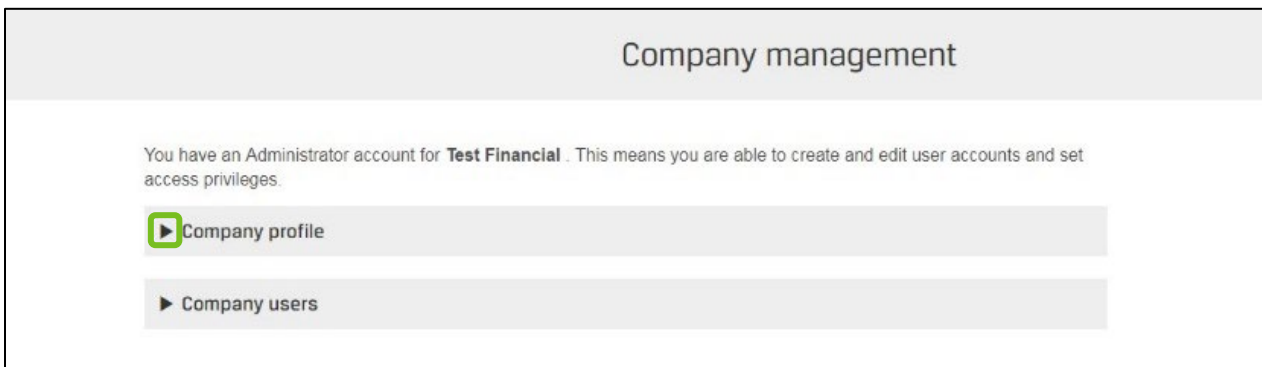 Company management
You have an Administrator account for Test Financial . This means you are able to create and edit user accounts and set
access privileges.
Company profile
Company users